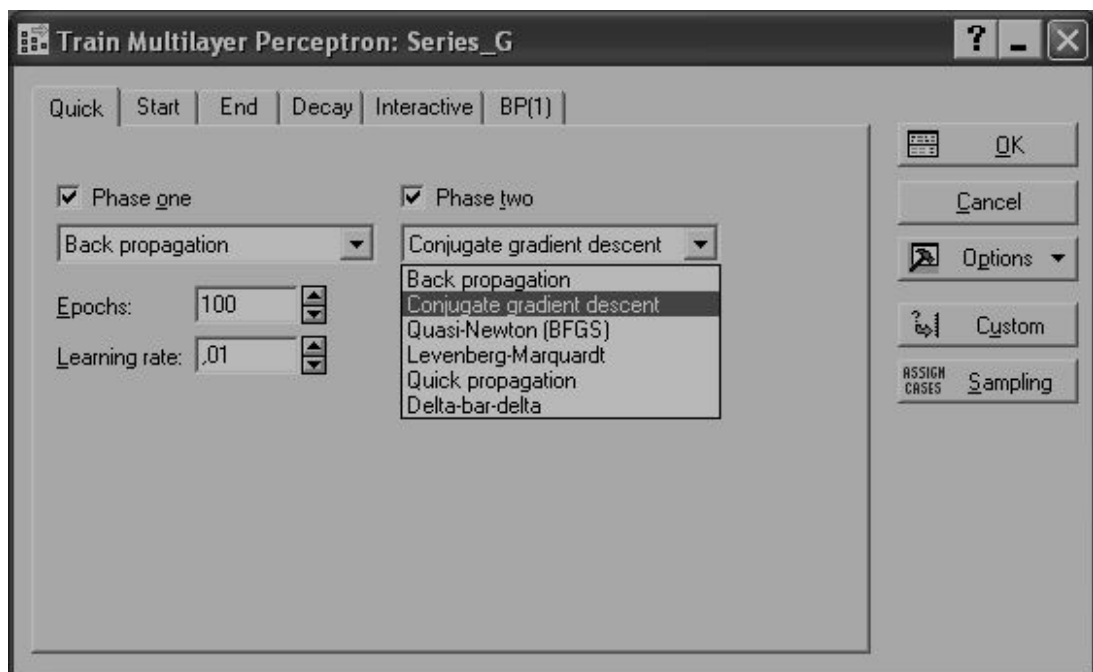 Train Multilayer Perceptron: Series_G
Quick Start End Decay Interactive BP(1)
Phase one
Phase two
Back propagation
Conjugate gradient descent
Back propagation
Conjugate gradient descent
Quasi-Newton (BFGS)
Levenberg-Marquardt
Quick propagation
Delta-bar-delta
Epochs: 100
Learning rate: ,01
OK
Cancel
Options
Custom
ASSIGN
CASES Sampling